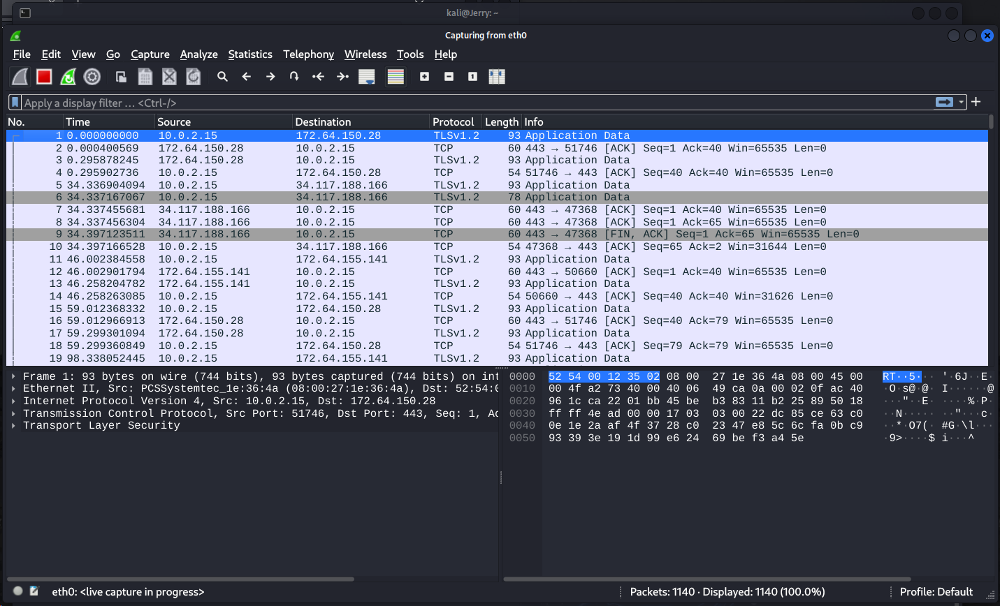 kali@Jerry: ~
Capturing from eth0
File Edit View Go Capture Analyze Statistics Telephony Wireless Tools Help
Apply a display filter … <Ctrl-/>
No. Time Source Destination Protocol Length Info
1 0.000000000 10.0.2.15 172.64.150.28 TLSv1.2 93 Application Data
2 0.000400569 172.64.150.28 10.0.2.15 TCP 60 443 → 51746 [ACK] Seq=1 Ack=40 Win=65535 Len=0
3 0.295878245 172.64.150.28 10.0.2.15 TLSv1.2 93 Application Data
4 0.295902736 10.0.2.15 172.64.150.28 TCP 54 51746 → 443 [ACK] Seq=40 Ack=40 Win=65535 Len=0
5 34.336904094 10.0.2.15 34.117.188.166 TLSv1.2 93 Application Data
6 34.337167067 10.0.2.15 34.117.188.166 TLSv1.2 78 Application Data
7 34.337455681 34.117.188.166 10.0.2.15 TCP 60 443 → 47368 [ACK] Seq=1 Ack=40 Win=65535 Len=0
8 34.337456304 34.117.188.166 10.0.2.15 TCP 60 443 → 47368 [ACK] Seq=1 Ack=65 Win=65535 Len=0
9 34.397123511 34.117.188.166 10.0.2.15 TCP 60 443 → 47368 [FIN, ACK] Seq=1 Ack=65 Win=65535 Len=0
10 34.397166528 10.0.2.15 34.117.188.166 TCP 54 47368 → 443 [ACK] Seq=65 Ack=2 Win=31644 Len=0
11 46.002384558 10.0.2.15 172.64.155.141 TLSv1.2 93 Application Data
12 46.002901794 172.64.155.141 10.0.2.15 TCP 60 443 → 50660 [ACK] Seq=1 Ack=40 Win=65535 Len=0
13 46.258204782 172.64.155.141 10.0.2.15 TLSv1.2 93 Application Data
14 46.258263085 10.0.2.15 172.64.155.141 TCP 54 50660 → 443 [ACK] Seq=40 Ack=40 Win=31626 Len=0
15 59.012368332 10.0.2.15 172.64.150.28 TLSv1.2 93 Application Data
16 59.012966913 172.64.150.28 10.0.2.15 TCP 60 443 → 51746 [ACK] Seq=40 Ack=79 Win=65535 Len=0
17 59.299301094 172.64.150.28 10.0.2.15 TLSv1.2 93 Application Data
18 59.299360849 10.0.2.15 172.64.150.28 TCP 54 51746 → 443 [ACK] Seq=79 Ack=79 Win=65535 Len=0
19 98.338052445 10.0.2.15 172.64.155.141 TLSv1.2 93 Application Data
Frame 1: 93 bytes on wire (744 bits), 93 bytes captured (744 bits) on int
Ethernet II, Src: PCSSystemtec_1e:36:4a (08:00:27:1e:36:4a), Dst: 52:54:0
Internet Protocol Version 4, Src: 10.0.2.15, Dst: 172.64.150.28
Transmission Control Protocol, Src Port: 51746, Dst Port: 443, Seq: 1, Ac
Transport Layer Security
0000 52 54 00 12 35 02 08 00 27 1e 36 4a 08 00 45 00 RT··5··· '·6J··E·
0010 00 4f a2 73 40 00 40 06 49 ca 0a 00 02 0f ac 40 ·O·s@·@· I······@
0020 96 1c ca 22 01 bb 45 be b3 83 11 b2 25 89 50 18 ···"··E· ····%·P·
0030 ff ff 4e ad 00 00 17 03 03 00 22 dc 85 ce 63 c0 ··N····· ··"···c·
0040 0e 1e 2a af 4f 37 28 c0 23 47 e8 5c 6c fa 0b c9 ··*·O7(· #G·\l···
0050 93 39 3e 19 1d 99 e6 24 69 be f3 a4 5e ·9>····$ i···^
eth0: <live capture in progress>
Packets: 1140 · Displayed: 1140 (100.0%)
Profile: Default